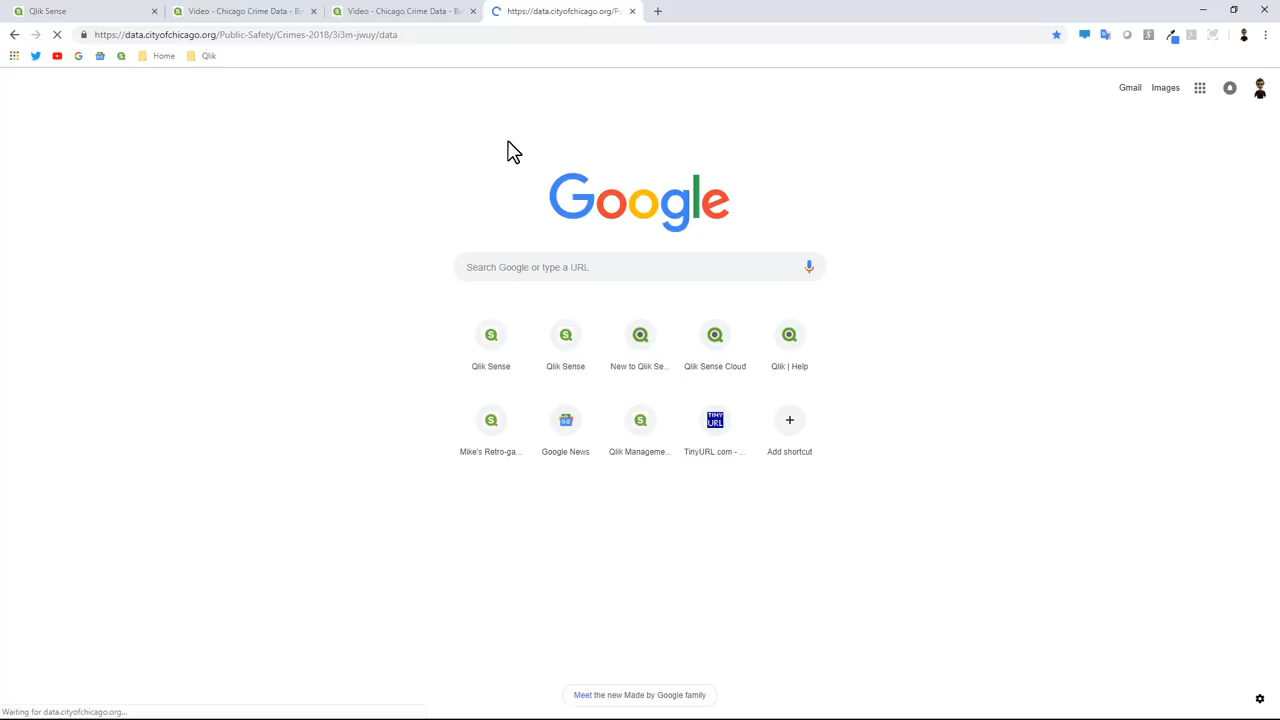 Qlik Sense
Video - Chicago Crime Data - B
Video - Chicago Crime Data - B
https://data.cityofchicago.org/P
https://data.cityofchicago.org/Public-Safety/Crimes-2018/3i3m-jwuy/data
Home
Qlik
Gmail
Images
Google
Search Google or type a URL
Qlik Sense
Qlik Sense
New to Qlik Se...
Qlik Sense Cloud
Qlik | Help
TINY
URL
Mike's Retro-ga...
Google News
Qlik Manageme...
TinyURL.com - ...
Add shortcut
Meet the new Made by Google family
Waiting for data.cityofchicago.org...